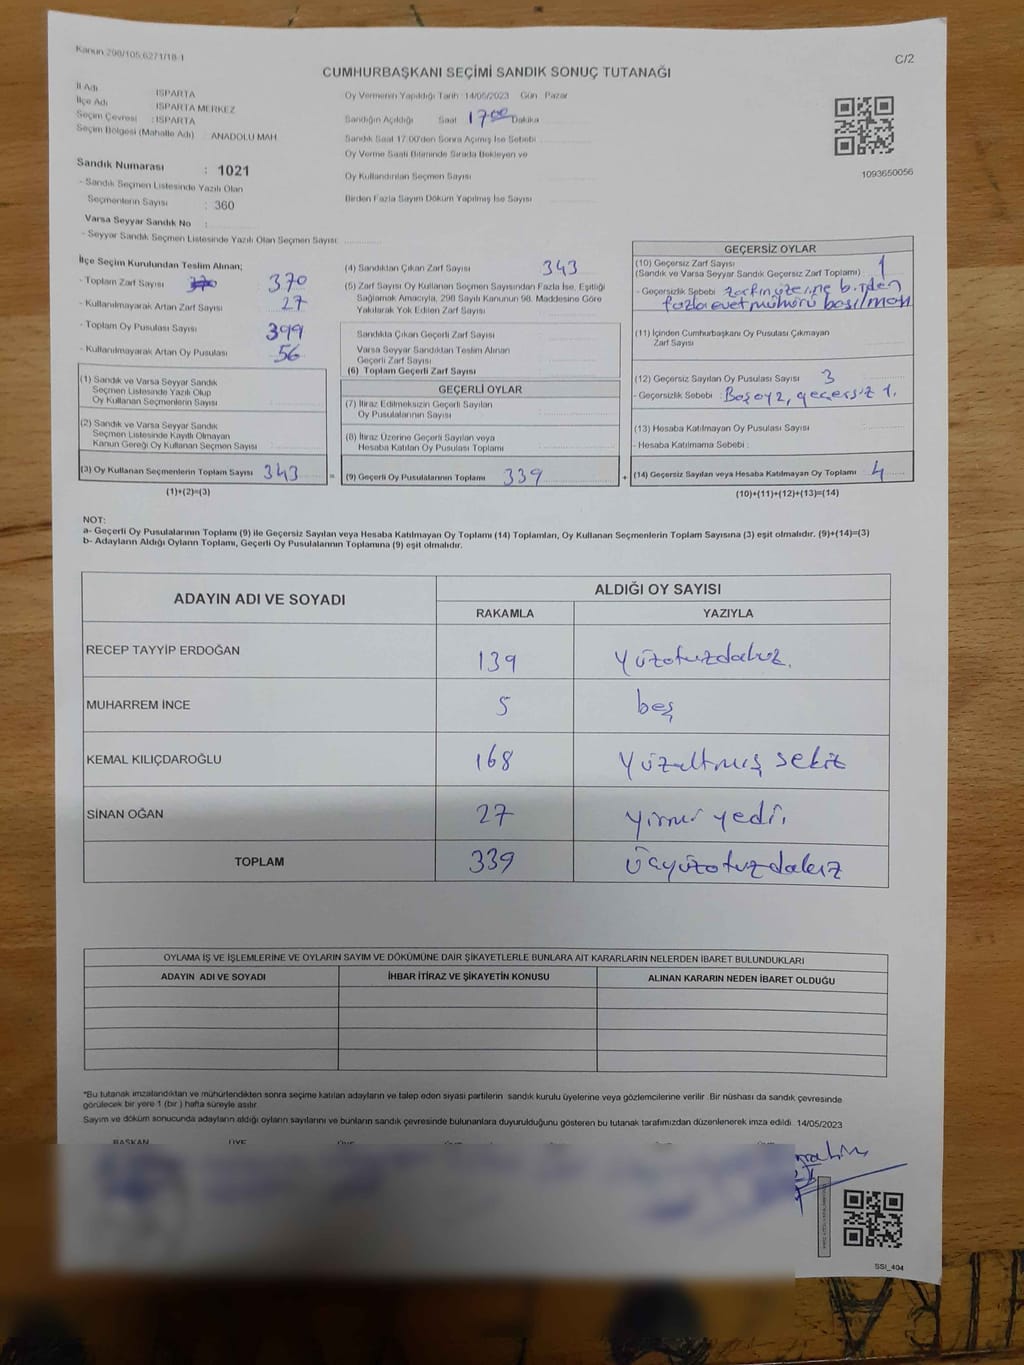 Kanun 298/105,6271/18-1
C/2
CUMHURBAŞKANI SEÇİMİ SANDIK SONUÇ TUTANAĞI
İl Adı ISPARTA
İlçe Adı ISPARTA MERKEZ
Seçim Çevresi : ISPARTA
Seçim Bölgesi (Mahalle Adı) ANADOLU MAH
Sandık Numarası : 1021
- Sandık Seçmen Listesinde Yazılı Olan
Seçmenlerin Sayısı : 360
Varsa Seyyar Sandık No :
- Seyyar Sandık Seçmen Listesinde Yazılı Olan Seçmen Sayısı
Oy Vermenin Yapıldığı Tarih 14/05/2023 Gün Pazar
Sandığın Açıldığı Saat 17 00 Dakika
Sandık Saat 17:00'den Sonra Açılmış İse Sebebi
Oy Verme Saati Bitiminde Sırada Bekleyen ve
Oy Kullandırılan Seçmen Sayısı
Birden Fazla Sayım Döküm Yapılmış İse Sayısı
1093650056
İlçe Seçim Kurulundan Teslim Alınan;
- Toplam Zarf Sayısı 370
- Kullanılmayarak Artan Zarf Sayısı 27
- Toplam Oy Pusulası Sayısı 399
- Kullanılmayarak Artan Oy Pusulası 56
(1) Sandık ve Varsa Seyyar Sandık
Seçmen Listesinde Yazılı Olup
Oy Kullanan Seçmenlerin Sayısı
(2) Sandık ve Varsa Seyyar Sandık
Seçmen Listesinde Kayıtlı Olmayan
Kanun Gereği Oy Kullanan Seçmen Sayısı
(3) Oy Kullanan Seçmenlerin Toplam Sayısı 343
(1)+(2)=(3)
(4) Sandıktan Çıkan Zarf Sayısı 343
(5) Zarf Sayısı Oy Kullanan Seçmen Sayısından Fazla İse, Eşitliği
Sağlamak Amacıyla, 298 Sayılı Kanunun 98. Maddesine Göre
Yakılarak Yok Edilen Zarf Sayısı
Sandıkta Çıkan Geçerli Zarf Sayısı
Varsa Seyyar Sandıktan Teslim Alınan
Geçerli Zarf Sayısı
(6) Toplam Geçerli Zarf Sayısı
GEÇERLİ OYLAR
(7) İtiraz Edilmeksizin Geçerli Sayılan
Oy Pusulalarının Sayısı
(8) İtiraz Üzerine Geçerli Sayılan veya
Hesaba Katılan Oy Pusulası Toplamı
= (9) Geçerli Oy Pusulalarının Toplamı 339 +
GEÇERSİZ OYLAR
(10) Geçersiz Zarf Sayısı 1
(Sandık ve Varsa Seyyar Sandık Geçersiz Zarf Toplamı)
- Geçersizlik Sebebi : zarfın üzerine birden
fazla evet mühürü basılması
(11) İçinden Cumhurbaşkanı Oy Pusulası Çıkmayan
Zarf Sayısı
(12) Geçersiz Sayılan Oy Pusulası Sayısı 3
- Geçersizlik Sebebi : Boş oy 2, geçersiz 1.
(13) Hesaba Katılmayan Oy Pusulası Sayısı
- Hesaba Katılmama Sebebi :
(14) Geçersiz Sayılan veya Hesaba Katılmayan Oy Toplamı 4
(10)+(11)+(12)+(13)=(14)
NOT:
a- Geçerli Oy Pusulalarının Toplamı (9) ile Geçersiz Sayılan veya Hesaba Katılmayan Oy Toplamı (14) Toplamları, Oy Kullanan Seçmenlerin Toplam Sayısına (3) eşit olmalıdır. (9)+(14)=(3)
b- Adayların Aldığı Oyların Toplamı, Geçerli Oy Pusulalarının Toplamına (9) eşit olmalıdır.
ADAYIN ADI VE SOYADI ALDIĞI OY SAYISI
RAKAMLA YAZIYLA
RECEP TAYYİP ERDOĞAN 139 yüzotuzdokuz.
MUHARREM İNCE 5 beş
KEMAL KILIÇDAROĞLU 168 yüzaltmış sekiz
SİNAN OĞAN 27 yirmi yedi.
TOPLAM 339 üçyüzotuzdokuz
OYLAMA İŞ VE İŞLEMLERİNE VE OYLARIN SAYIM VE DÖKÜMÜNE DAİR ŞİKAYETLERLE BUNLARA AİT KARARLARIN NELERDEN İBARET BULUNDUKLARI
ADAYIN ADI VE SOYADI İHBAR İTİRAZ VE ŞİKAYETİN KONUSU ALINAN KARARIN NEDEN İBARET OLDUĞU
*Bu tutanak imzalandıktan ve mühürlendikten sonra seçime katılan adayların ve talep eden siyasi partilerin sandık kurulu üyelerine veya gözlemcilerine verilir. Bir nüshası da sandık çevresinde
görülecek bir yere 1 (bir ) hafta süreyle asılır.
Sayım ve döküm sonucunda adayların aldığı oyların sayılarını ve bunların sandık çevresinde bulunanlara duyurulduğunu gösteren bu tutanak tarafımızdan düzenlenerek imza edildi. 14/05/2023
BAŞKAN ÜYE ÜYE
SSI_404